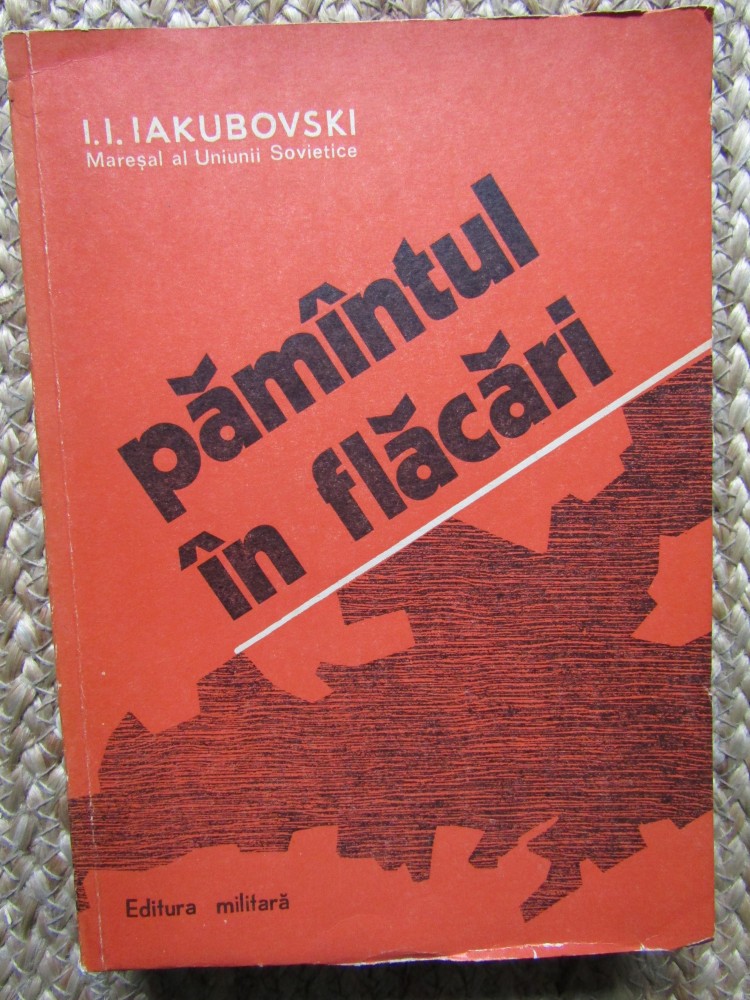 I.I. IAKUBOVSKI
Mareșal al Uniunii Sovietice
pămîntul
în flăcări
Editura militară